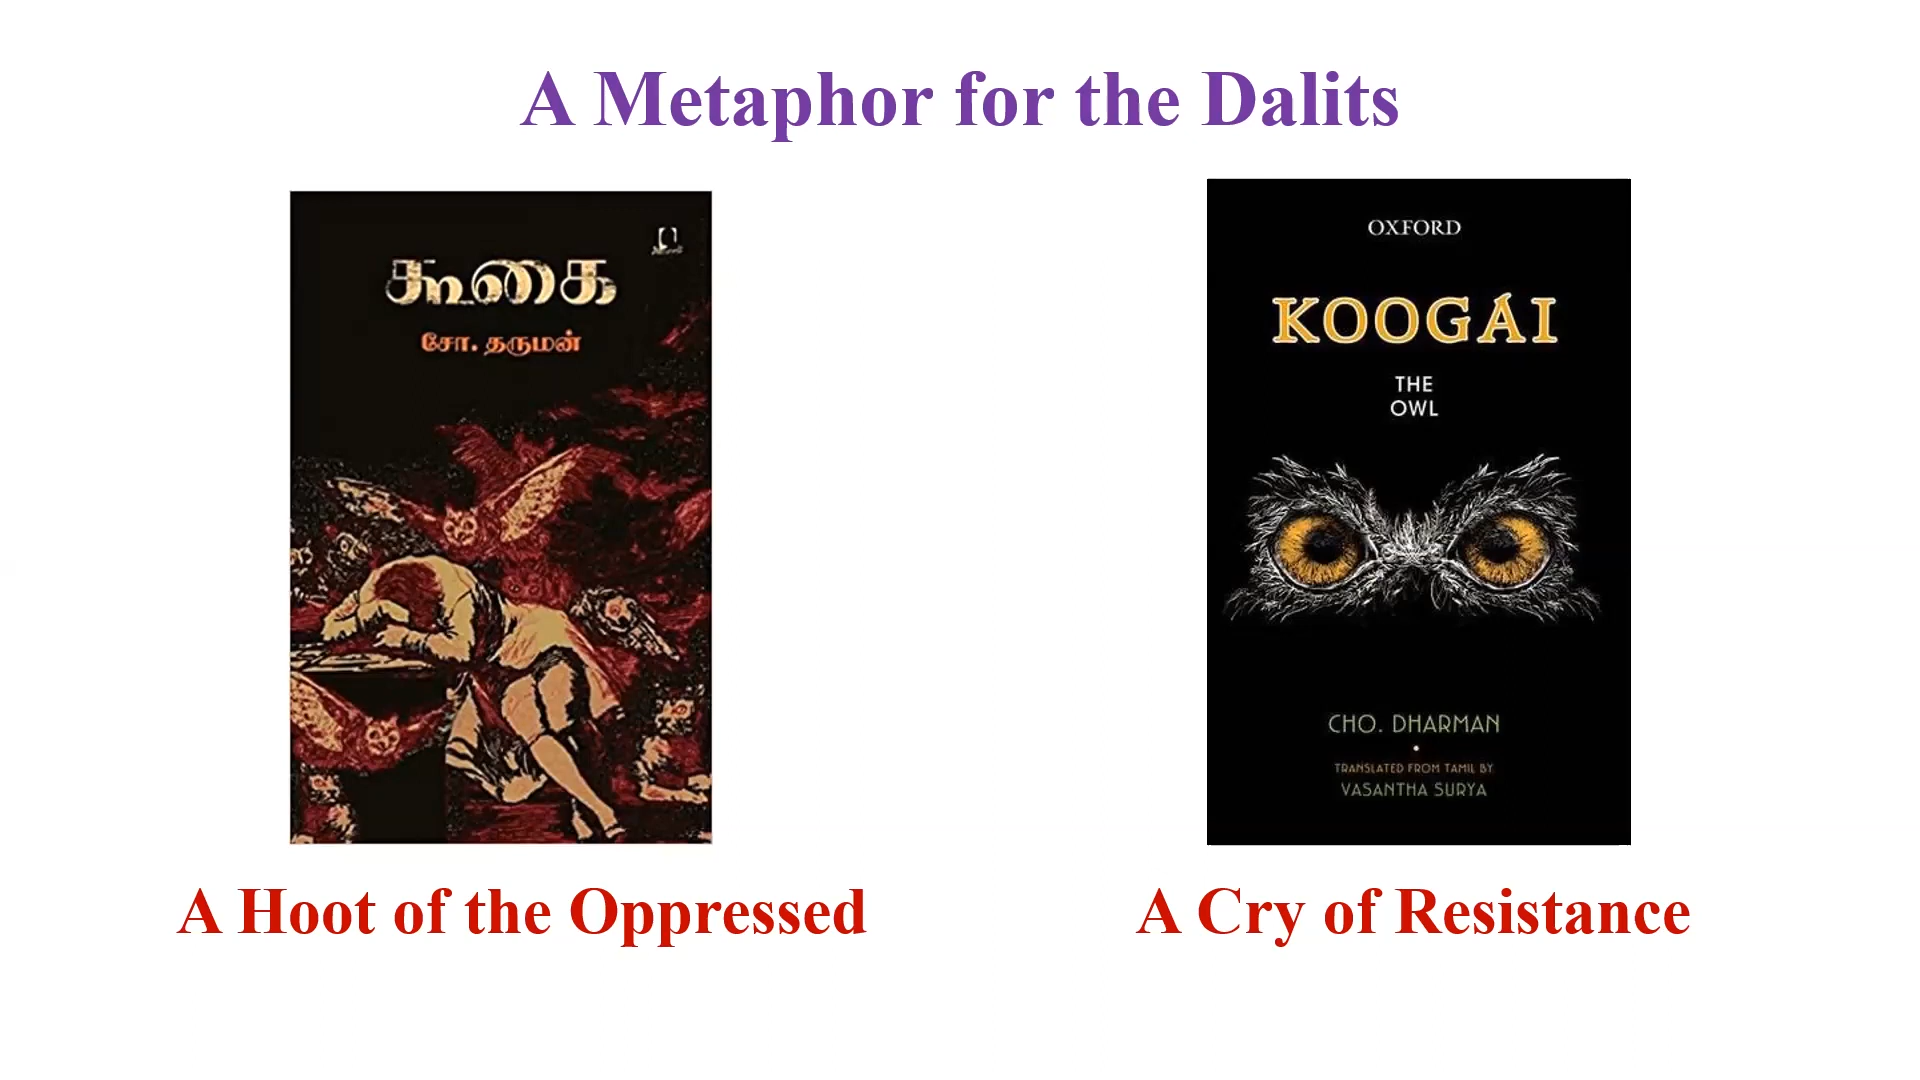 A Metaphor for the Dalits
கூகை
சோ. தருமன்
OXFORD
KOOGAI
THE
OWL
CHO. DHARMAN
TRANSLATED FROM TAMIL BY
VASANTHA SURYA
A Hoot of the Oppressed
A Cry of Resistance